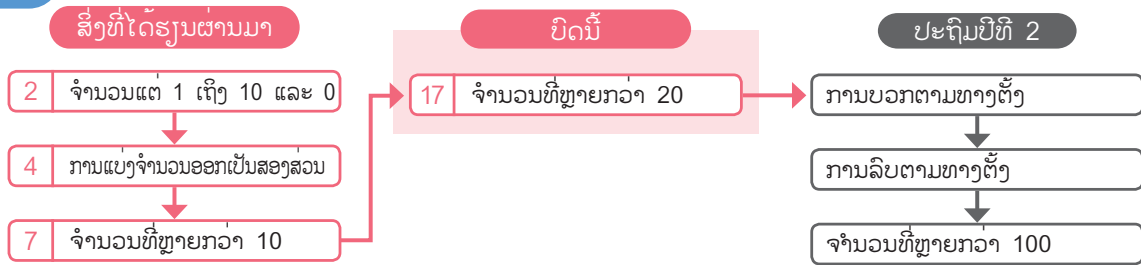 ສິ່ງທີ່ໄດ້ຮຽນຜ່ານມາ
2 ຈຳນວນແຕ່ 1 ເຖິງ 10 ແລະ 0
4 ການແບ່ງຈຳນວນອອກເປັນສອງສ່ວນ
7 ຈຳນວນທີ່ຫຼາຍກວ່າ 10
ບົດນີ້
17 ຈຳນວນທີ່ຫຼາຍກວ່າ 20
ປະຖົມປີທີ 2
ການບວກຕາມທາງຕັ້ງ
ການລົບຕາມທາງຕັ້ງ
ຈຳນວນທີ່ຫຼາຍກວ່າ 100